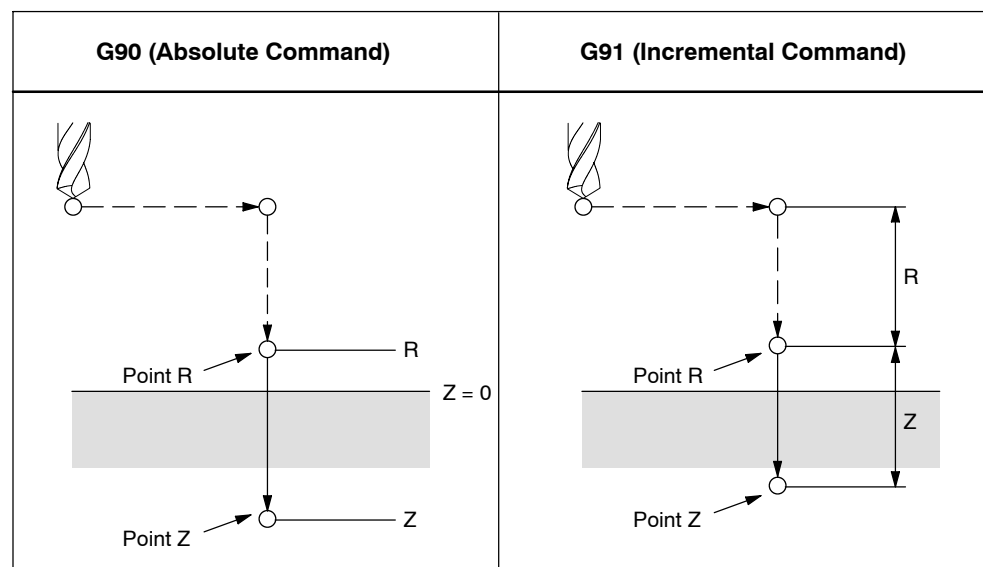 G90 (Absolute Command)
G91 (Incremental Command)
R
Point R
Z = 0
Z
Point Z
R
Point R
Z
Point Z